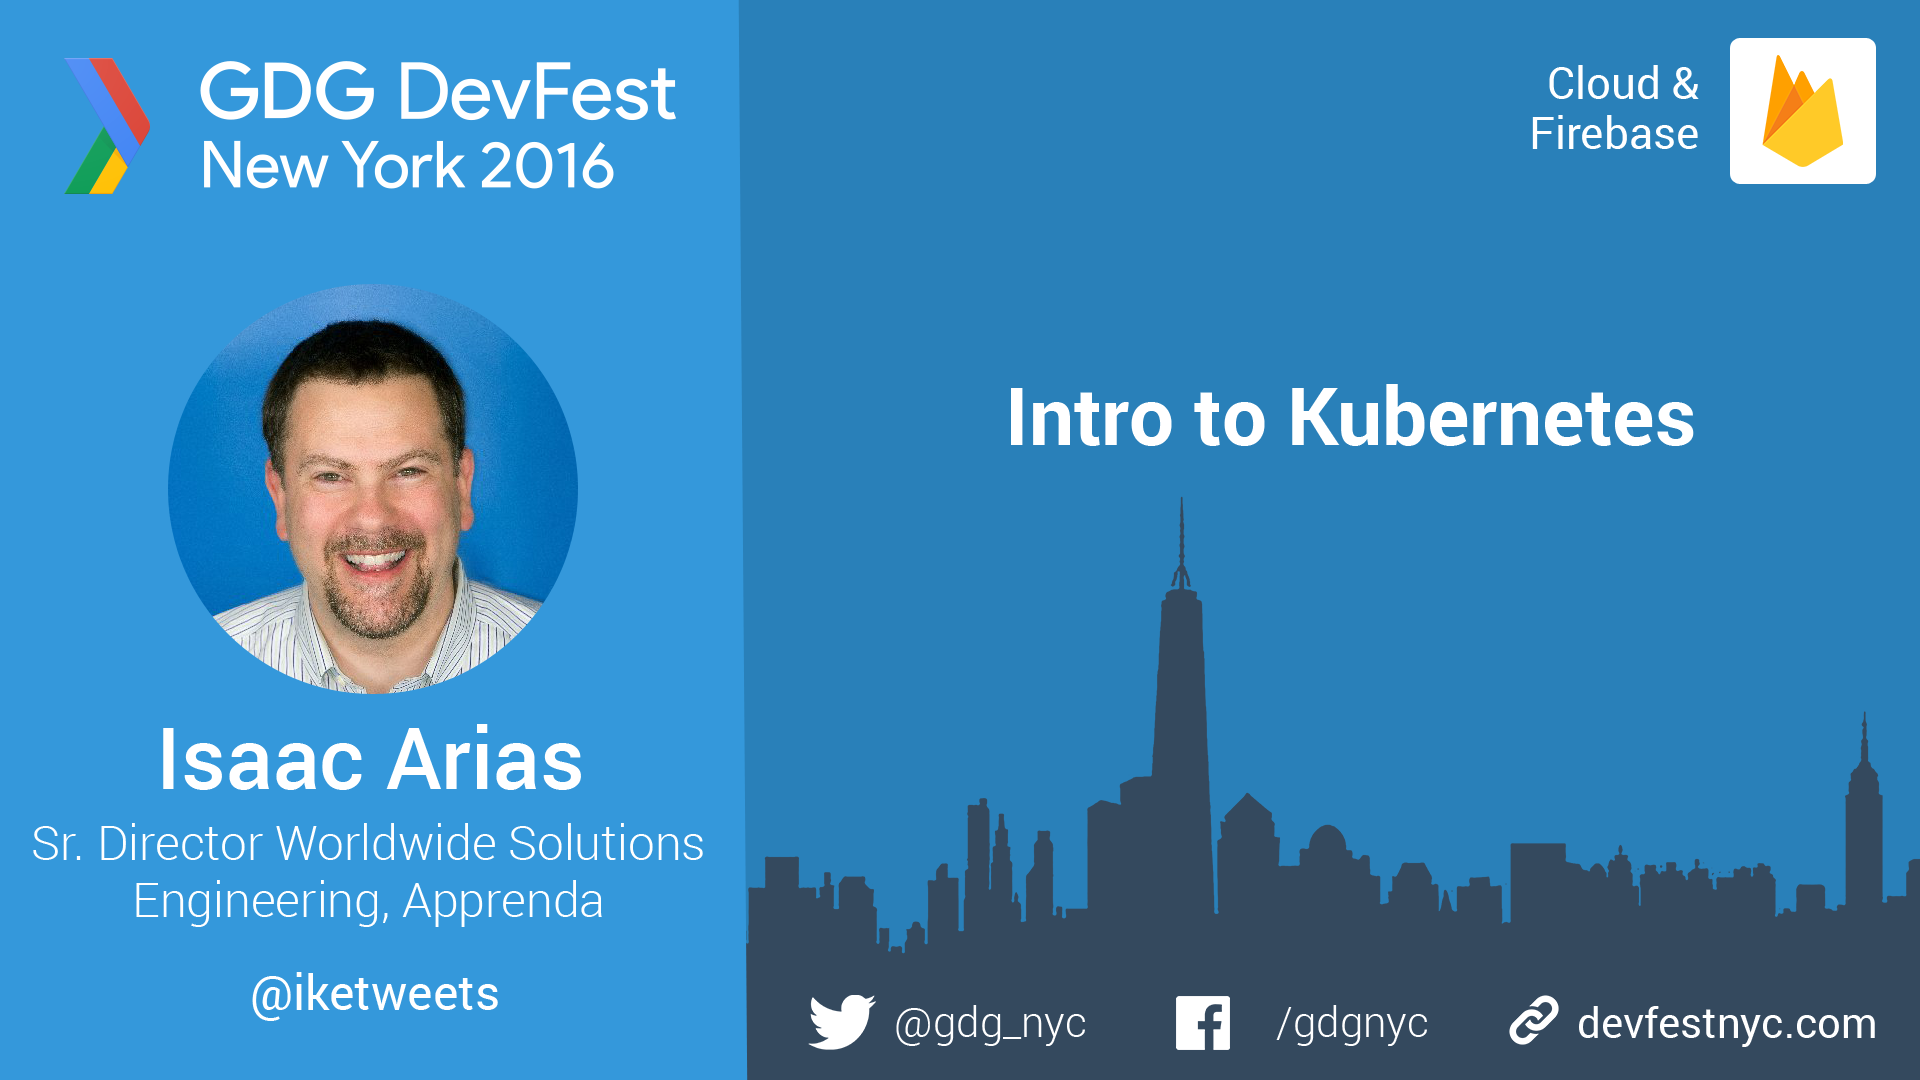 GDG DevFest
New York 2016
Cloud &
Firebase
Intro to Kubernetes
Isaac Arias
Sr. Director Worldwide Solutions
Engineering, Apprenda
@iketweets
@gdg_nyc
/gdgnyc
devfestnyc.com